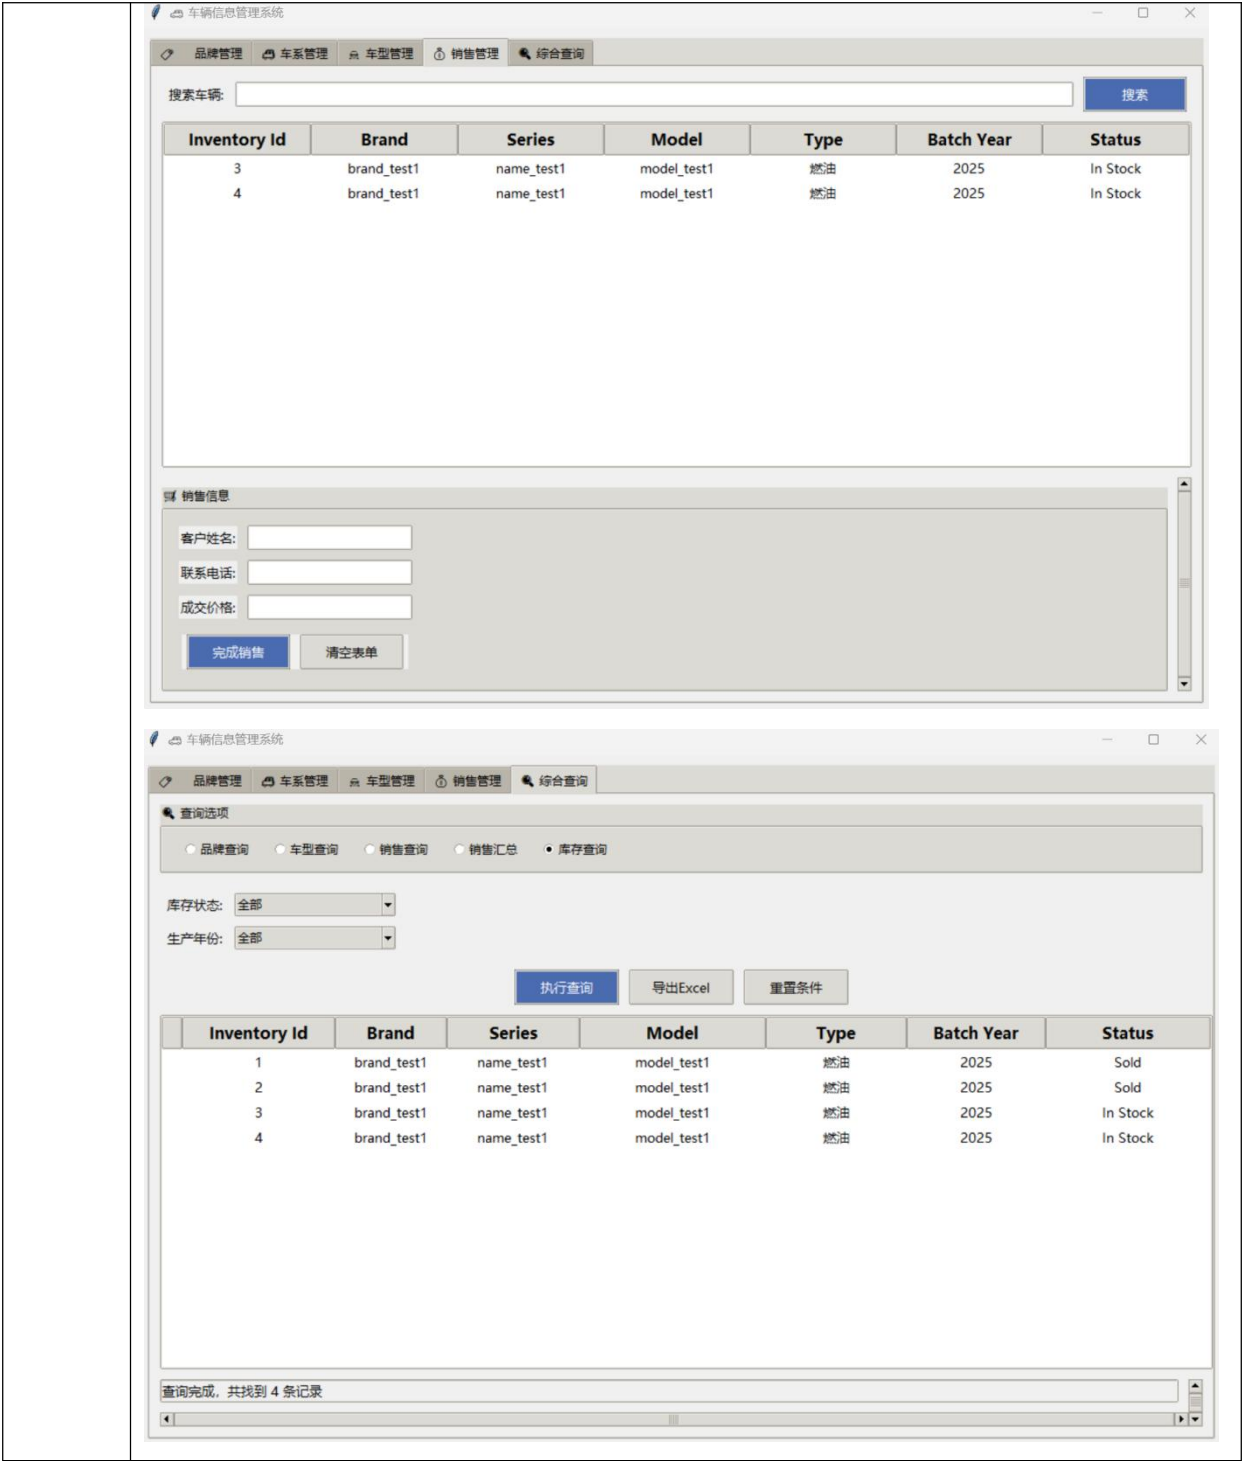 车辆信息管理系统
品牌管理 车系管理 车型管理 销售管理 综合查询
搜索车辆: 搜索
Inventory Id Brand Series Model Type Batch Year Status
3 brand_test1 name_test1 model_test1 燃油 2025 In Stock
4 brand_test1 name_test1 model_test1 燃油 2025 In Stock
销售信息
客户姓名:
联系电话:
成交价格:
完成销售 清空表单
车辆信息管理系统
品牌管理 车系管理 车型管理 销售管理 综合查询
查询选项
品牌查询 车型查询 销售查询 销售汇总 库存查询
库存状态: 全部
生产年份: 全部
执行查询 导出Excel 重置条件
Inventory Id Brand Series Model Type Batch Year Status
1 brand_test1 name_test1 model_test1 燃油 2025 Sold
2 brand_test1 name_test1 model_test1 燃油 2025 Sold
3 brand_test1 name_test1 model_test1 燃油 2025 In Stock
4 brand_test1 name_test1 model_test1 燃油 2025 In Stock
查询完成，共找到 4 条记录